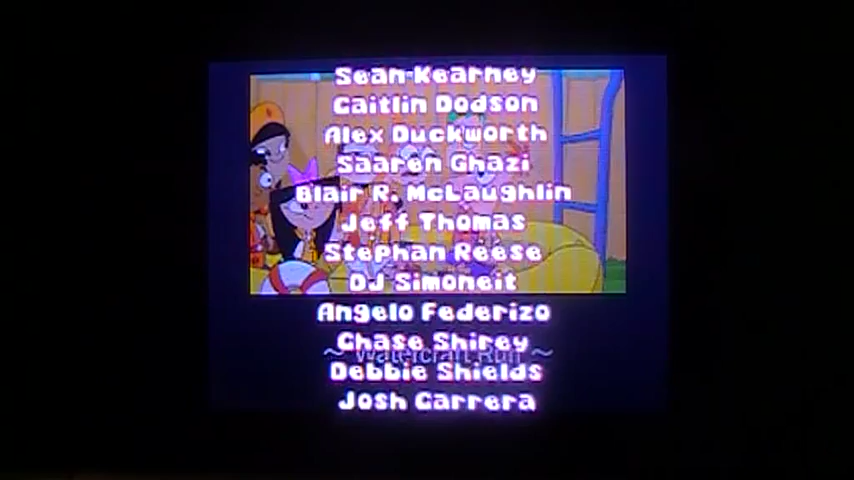 Sean Kearney
Caitlin Dodson
Alex Duckworth
Saaren Ghazi
Blair R. McLaughlin
Jeff Thomas
Stephan Reese
DJ Simoneit
Angelo Federizo
Chase Shirey
~ Watercraft Run ~
Debbie Shields
Josh Carrera